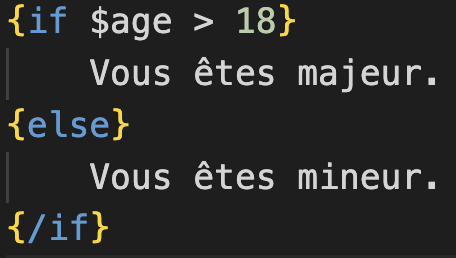 {if $age > 18}
Vous êtes majeur.
{else}
Vous êtes mineur.
{/if}